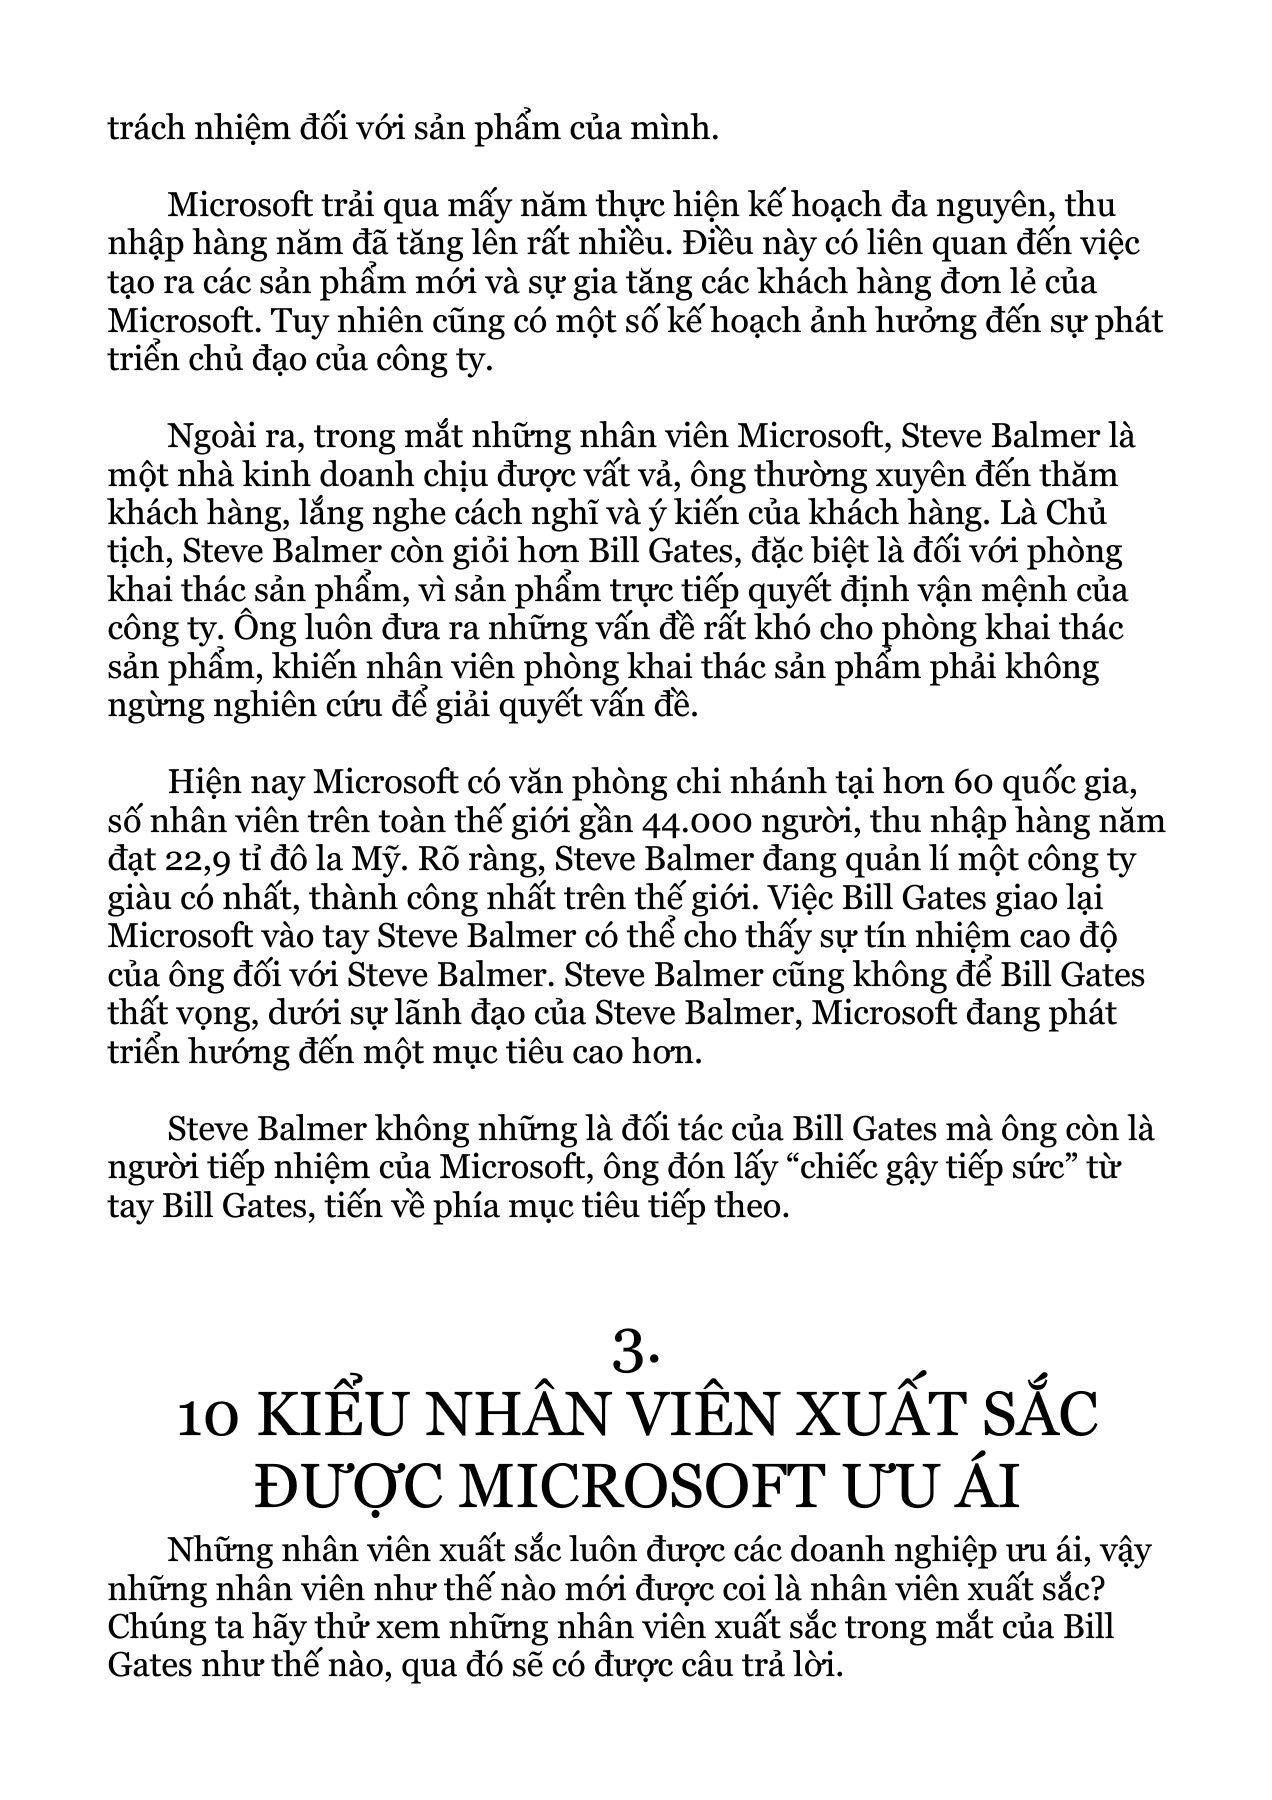 trách nhiệm đối với sản phẩm của mình.
Microsoft trải qua mấy năm thực hiện kế hoạch đa nguyên, thu
nhập hàng năm đã tăng lên rất nhiều. Điều này có liên quan đến việc
tạo ra các sản phẩm mới và sự gia tăng các khách hàng đơn lẻ của
Microsoft. Tuy nhiên cũng có một số kế hoạch ảnh hưởng đến sự phát
triển chủ đạo của công ty.
Ngoài ra, trong mắt những nhân viên Microsoft, Steve Balmer là
một nhà kinh doanh chịu được vất vả, ông thường xuyên đến thăm
khách hàng, lắng nghe cách nghĩ và ý kiến của khách hàng. Là Chủ
tịch, Steve Balmer còn giỏi hơn Bill Gates, đặc biệt là đối với phòng
khai thác sản phẩm, vì sản phẩm trực tiếp quyết định vận mệnh của
công ty. Ông luôn đưa ra những vấn đề rất khó cho phòng khai thác
sản phẩm, khiến nhân viên phòng khai thác sản phẩm phải không
ngừng nghiên cứu để giải quyết vấn đề.
Hiện nay Microsoft có văn phòng chi nhánh tại hơn 60 quốc gia,
số nhân viên trên toàn thế giới gần 44.000 người, thu nhập hàng năm
đạt 22,9 tỉ đô la Mỹ. Rõ ràng, Steve Balmer đang quản lí một công ty
giàu có nhất, thành công nhất trên thế giới. Việc Bill Gates giao lại
Microsoft vào tay Steve Balmer có thể cho thấy sự tín nhiệm cao độ
của ông đối với Steve Balmer. Steve Balmer cũng không để Bill Gates
thất vọng, dưới sự lãnh đạo của Steve Balmer, Microsoft đang phát
triển hướng đến một mục tiêu cao hơn.
Steve Balmer không những là đối tác của Bill Gates mà ông còn là
người tiếp nhiệm của Microsoft, ông đón lấy “chiếc gậy tiếp sức” từ
tay Bill Gates, tiến về phía mục tiêu tiếp theo.
3.
10 KIỂU NHÂN VIÊN XUẤT SẮC
ĐƯỢC MICROSOFT ƯU ÁI
Những nhân viên xuất sắc luôn được các doanh nghiệp ưu ái, vậy
những nhân viên như thế nào mới được coi là nhân viên xuất sắc?
Chúng ta hãy thử xem những nhân viên xuất sắc trong mắt của Bill
Gates như thế nào, qua đó sẽ có được câu trả lời.